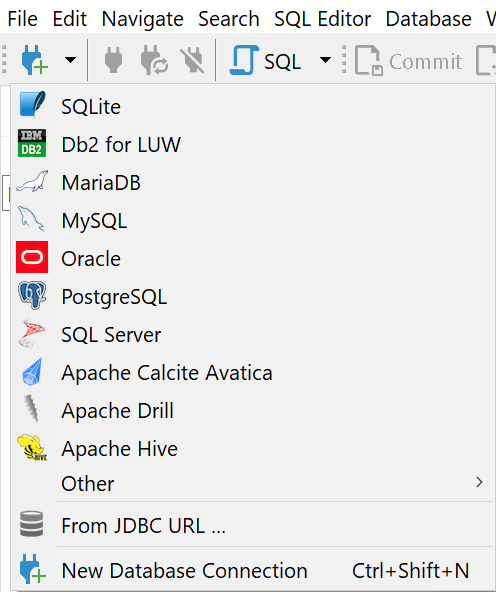 File Edit Navigate Search SQL Editor Database
SQL Commit
SQLite
IBM
DB2
Db2 for LUW
MariaDB
MySQL
Oracle
PostgreSQL
SQL Server
Apache Calcite Avatica
Apache Drill
HIVE
Apache Hive
Other
From JDBC URL ...
New Database Connection Ctrl+Shift+N